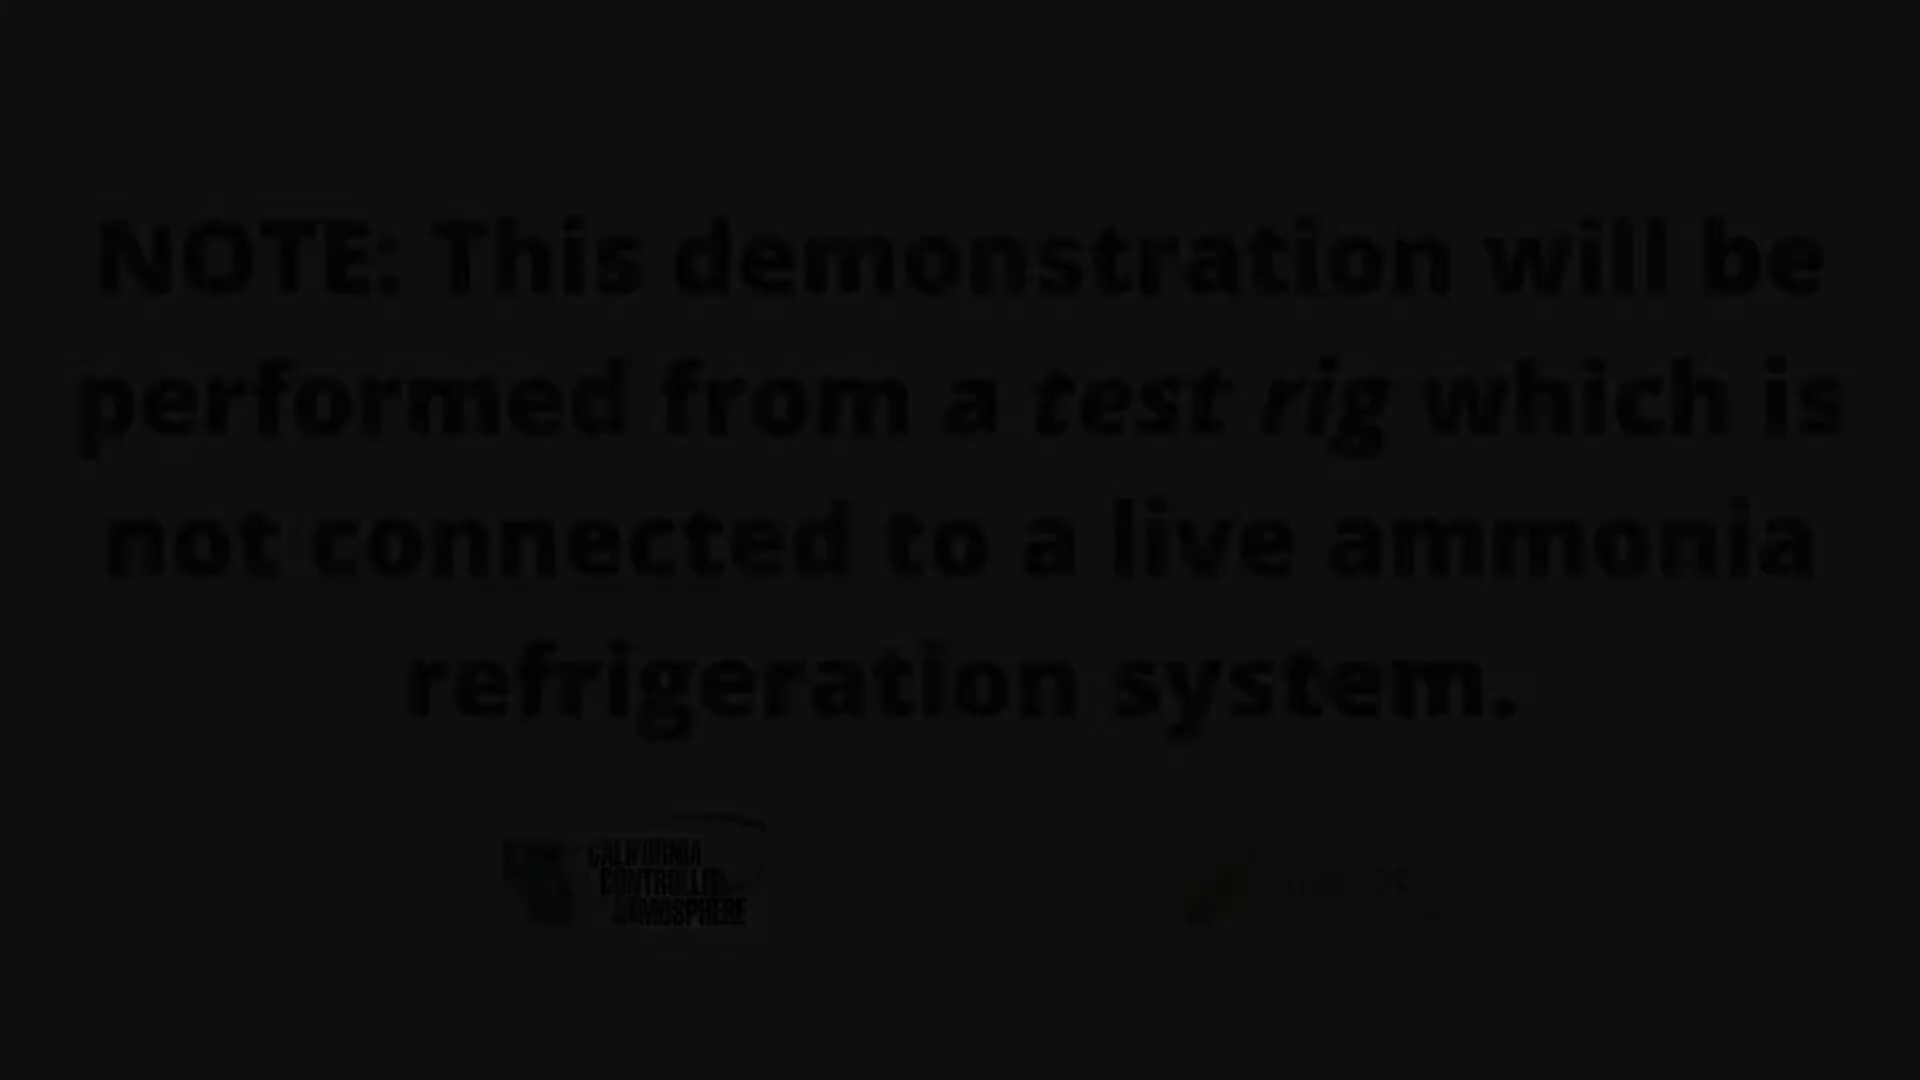 NOTE: This demonstration will be
performed from a test rig which is
not connected to a live ammonia
refrigeration system.
CALIFORNIA
CONTROLLED
ATMOSPHERE